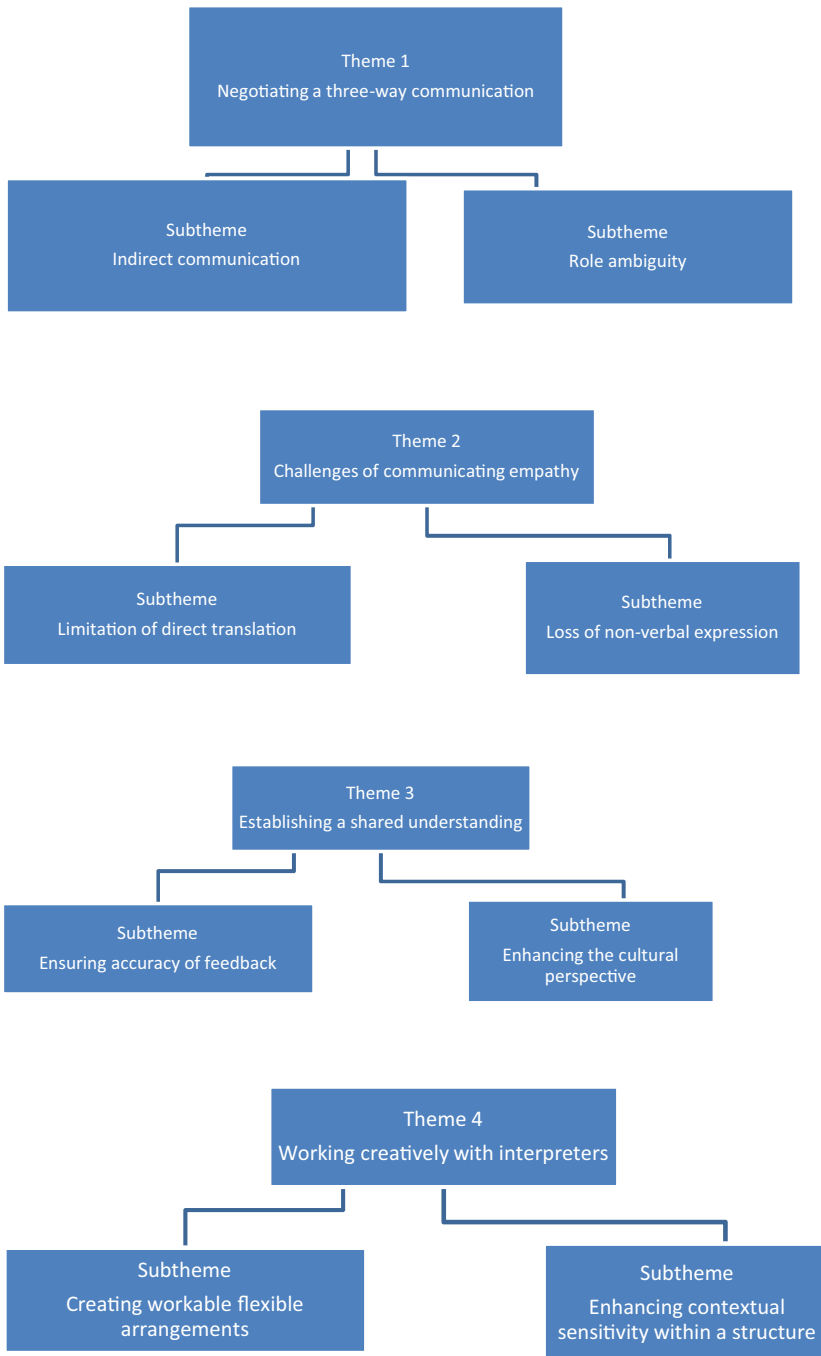 Theme 1
Negotiating a three-way communication
Subtheme
Indirect communication
Subtheme
Role ambiguity
Theme 2
Challenges of communicating empathy
Subtheme
Limitation of direct translation
Subtheme
Loss of non-verbal expression
Theme 3
Establishing a shared understanding
Subtheme
Ensuring accuracy of feedback
Subtheme
Enhancing the cultural
perspective
Theme 4
Working creatively with interpreters
Subtheme
Creating workable flexible
arrangements
Subtheme
Enhancing contextual
sensitivity within a structure